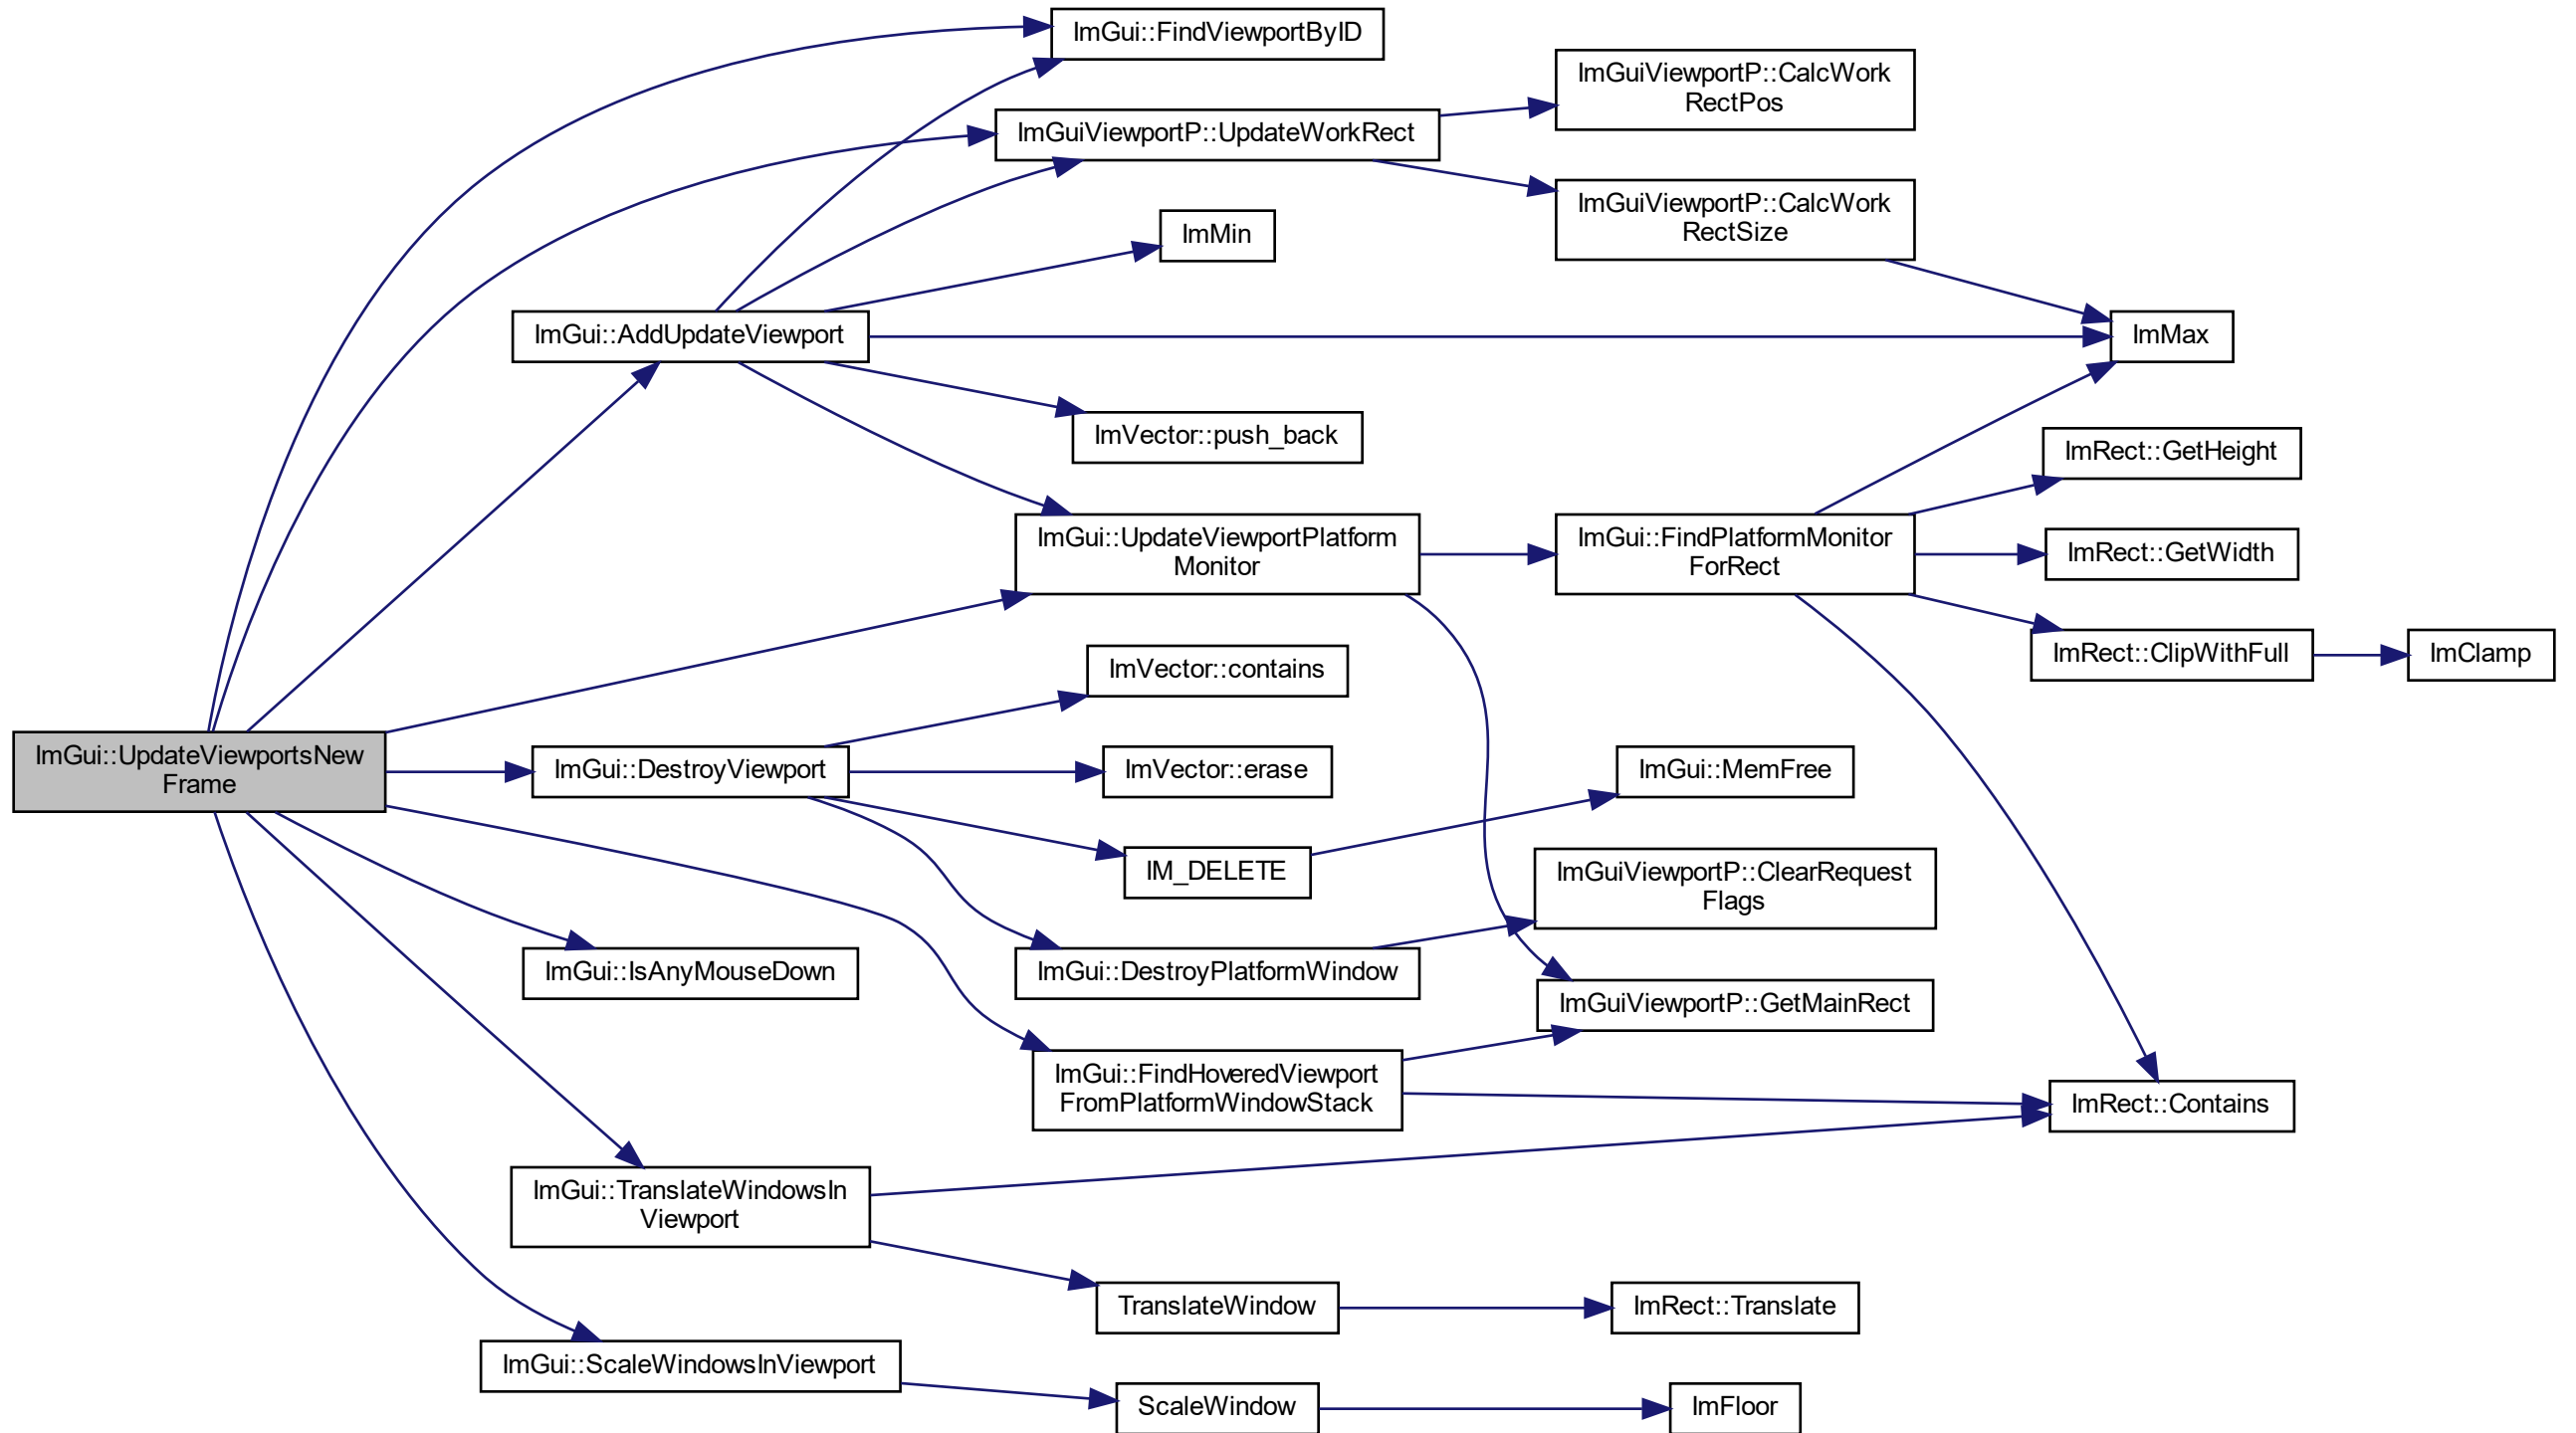 ImGui::FindViewportByID
ImGuiViewportP::CalcWork
RectPos
ImGuiViewportP::UpdateWorkRect
ImGuiViewportP::CalcWork
RectSize
ImMin
ImGui::AddUpdateViewport
ImMax
ImVector::push_back
ImRect::GetHeight
ImGui::UpdateViewportPlatform
Monitor
ImGui::FindPlatformMonitor
ForRect
ImRect::GetWidth
ImRect::ClipWithFull
ImClamp
ImVector::contains
ImGui::UpdateViewportsNew
Frame
ImGui::DestroyViewport
ImVector::erase
ImGui::MemFree
IM_DELETE
ImGuiViewportP::ClearRequest
Flags
ImGui::IsAnyMouseDown
ImGui::DestroyPlatformWindow
ImGuiViewportP::GetMainRect
ImGui::FindHoveredViewport
FromPlatformWindowStack
ImRect::Contains
ImGui::TranslateWindowsIn
Viewport
TranslateWindow
ImRect::Translate
ImGui::ScaleWindowsInViewport
ScaleWindow
ImFloor